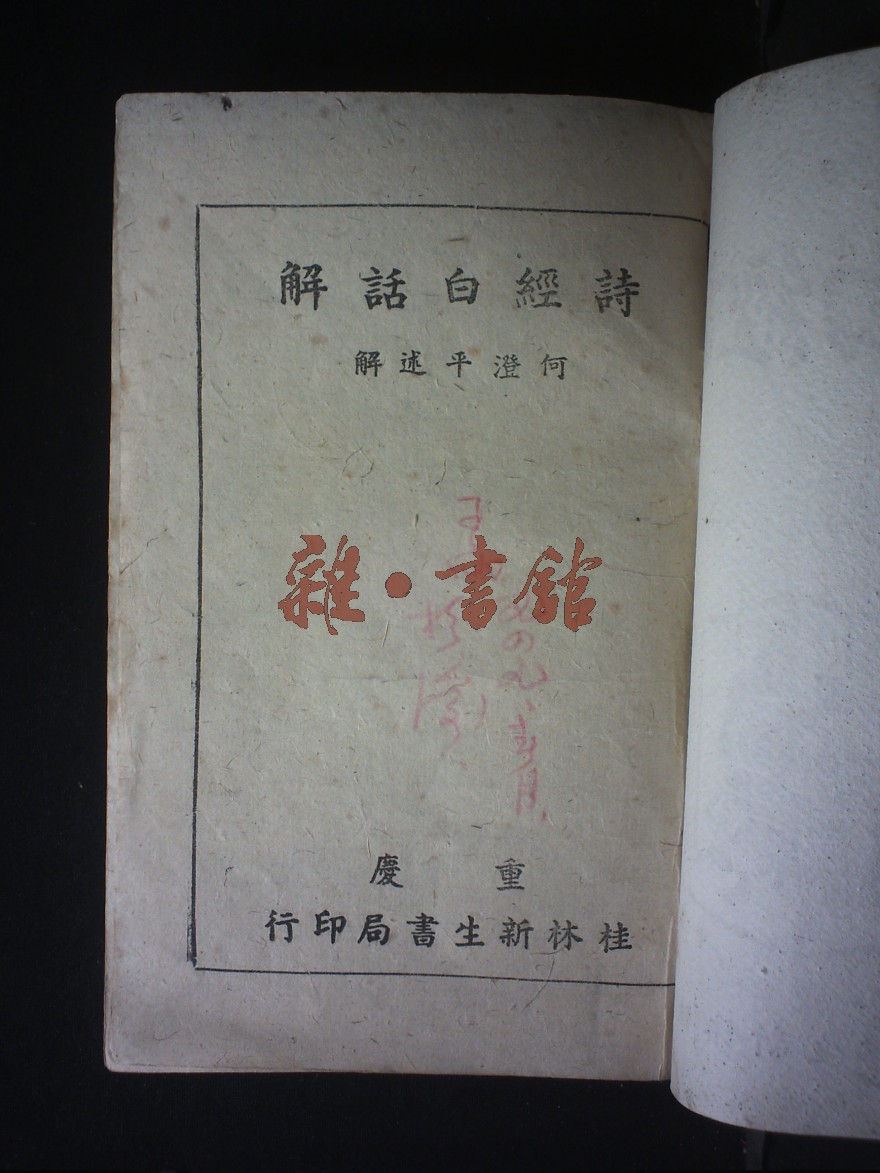 詩經白話解
何澄平述解
雜·書館
重慶
桂林新生書局印行